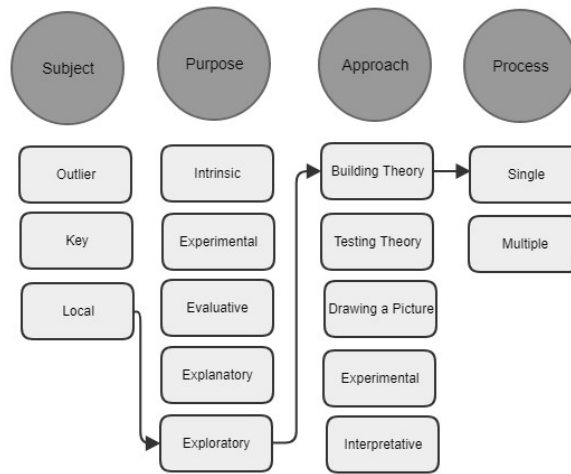 Subject
Purpose
Approach
Process
Outlier
Intrinsic
Building Theory
Single
Key
Experimental
Testing Theory
Multiple
Local
Evaluative
Drawing a Picture
Explanatory
Experimental
Exploratory
Interpretative